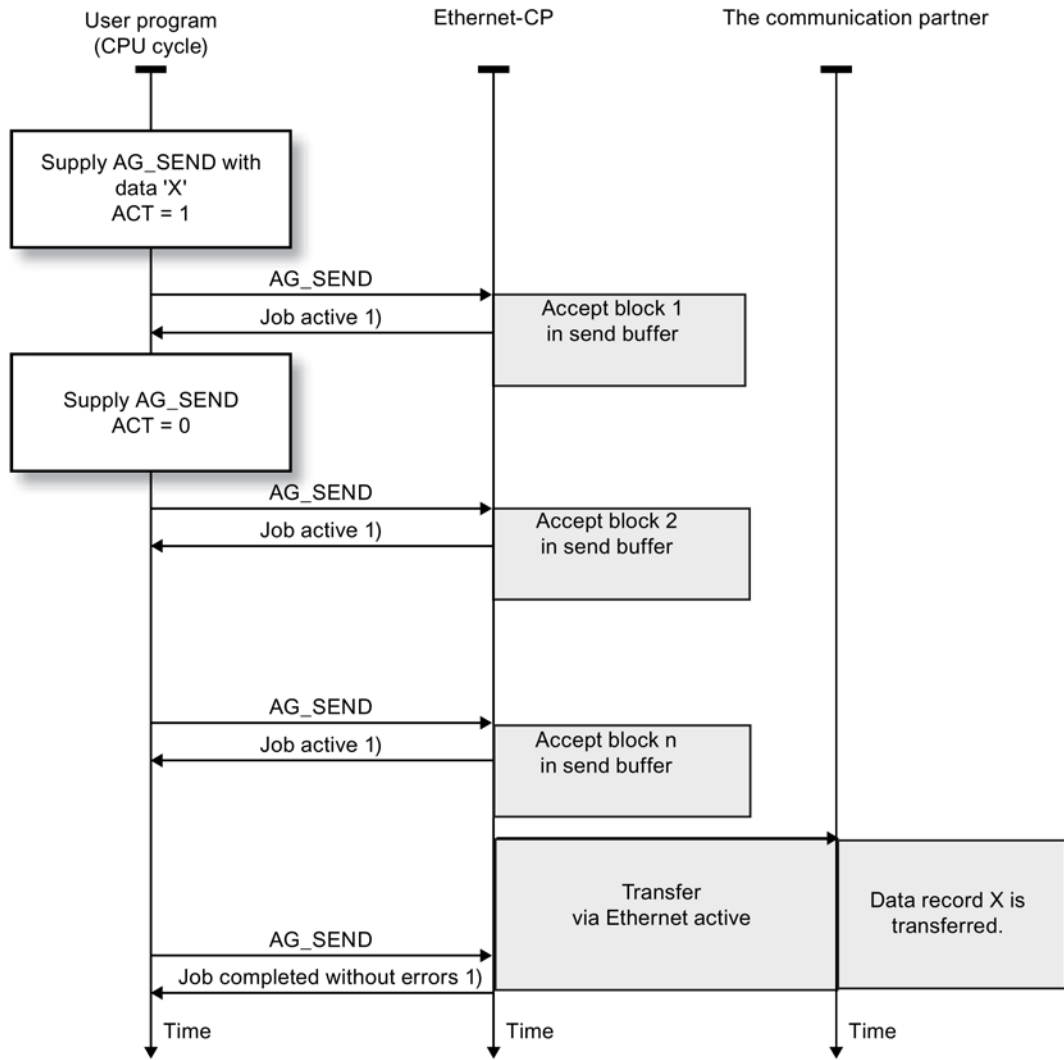 User program
(CPU cycle)
Ethernet-CP
The communication partner
Supply AG_SEND with
data 'X'
ACT = 1
AG_SEND
Job active 1)
Accept block 1
in send buffer
Supply AG_SEND
ACT = 0
AG_SEND
Job active 1)
Accept block 2
in send buffer
AG_SEND
Job active 1)
Accept block n
in send buffer
Transfer
via Ethernet active
Data record X is
transferred.
AG_SEND
Job completed without errors 1)
Time
Time
Time